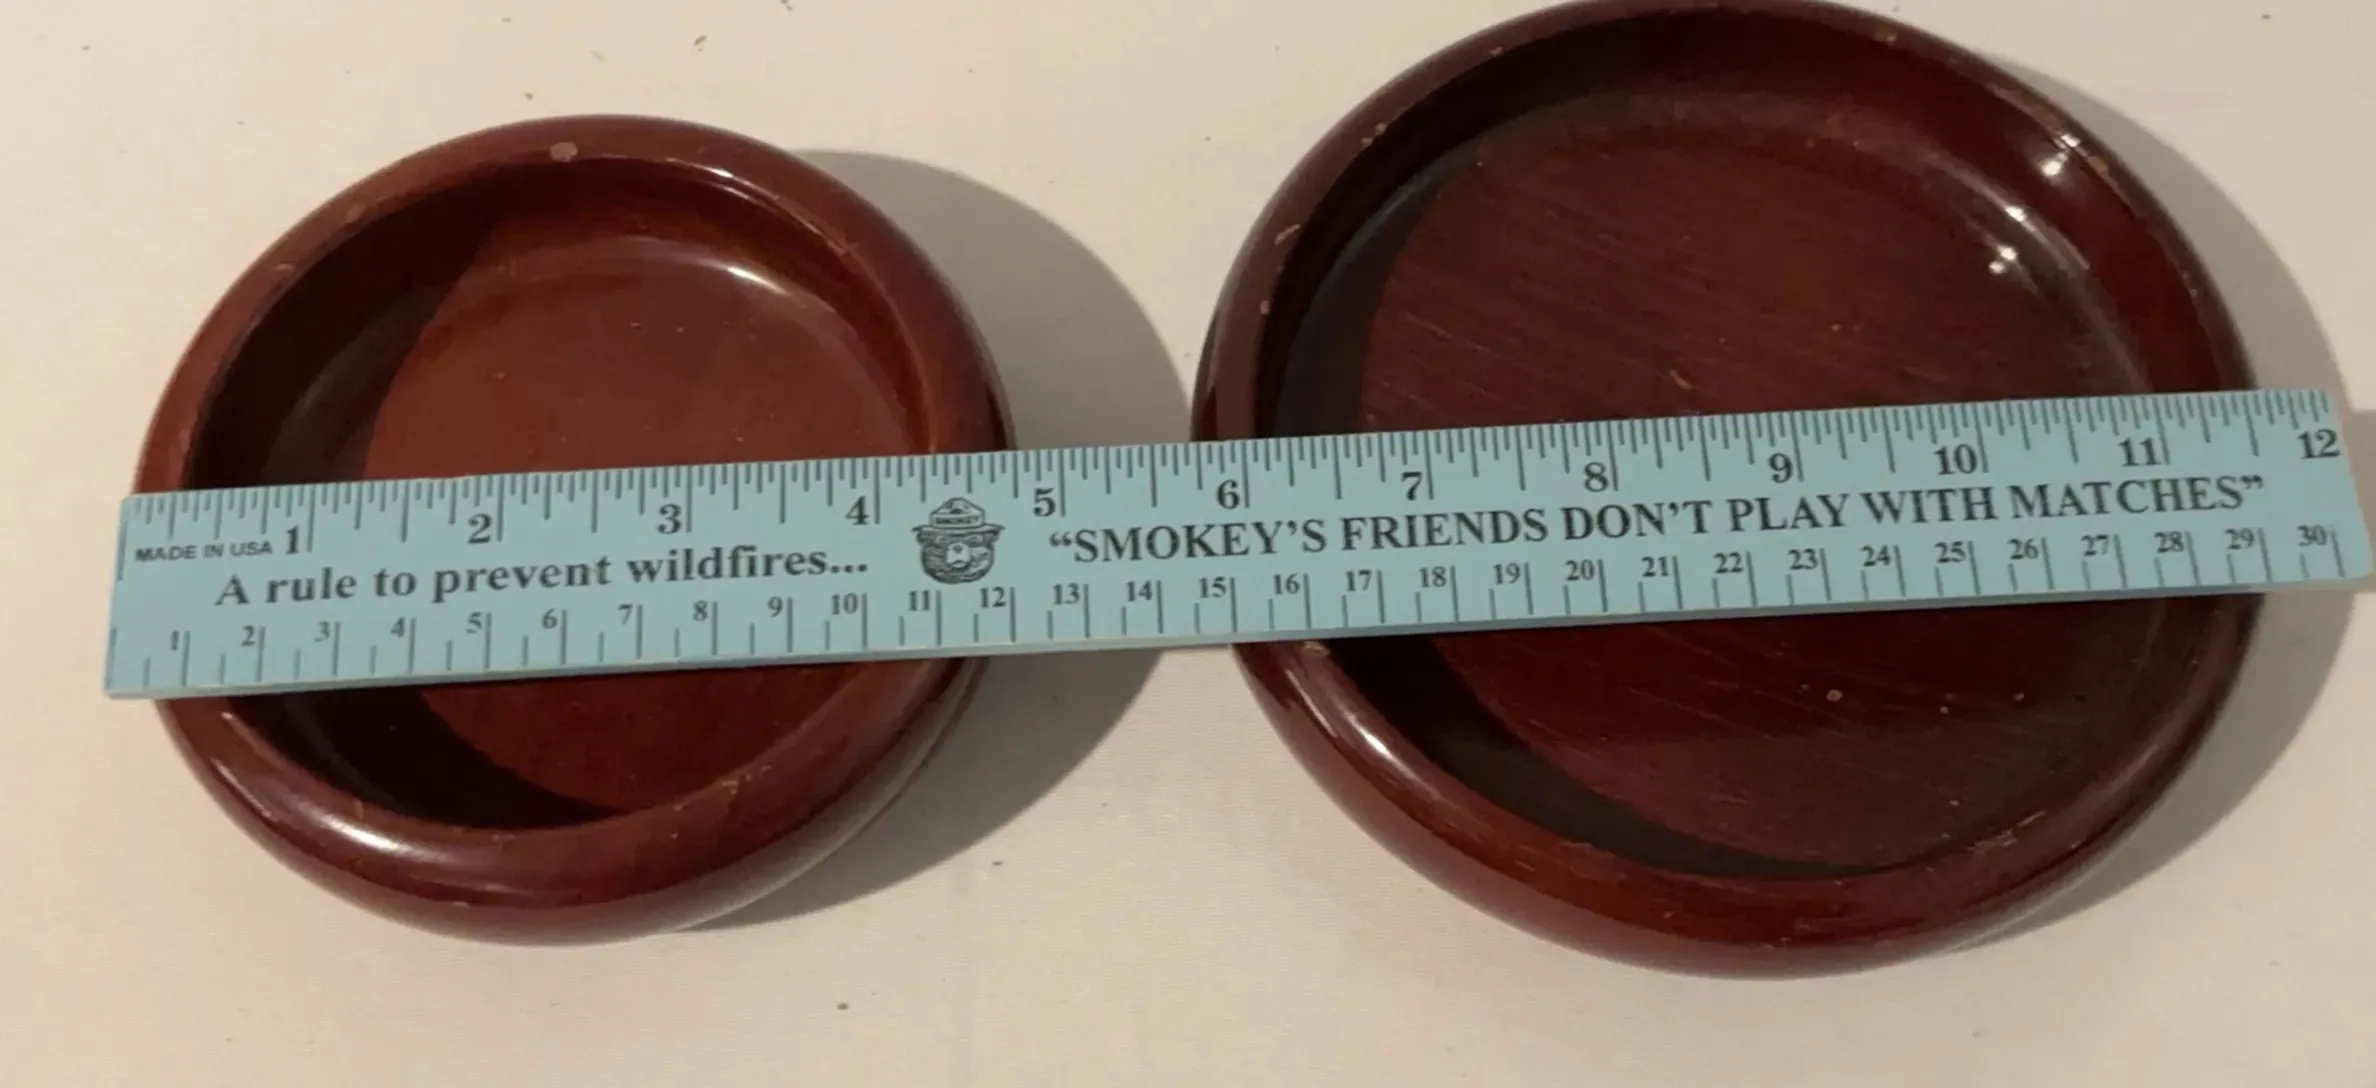 1 2 3 4 5 6 7 8 9 10 11 12
MADE IN USA
SMOKEY
A rule to prevent wildfires... “SMOKEY’S FRIENDS DON’T PLAY WITH MATCHES”
1 2 3 4 5 6 7 8 9 10 11 12 13 14 15 16 17 18 19 20 21 22 23 24 25 26 27 28 29 30